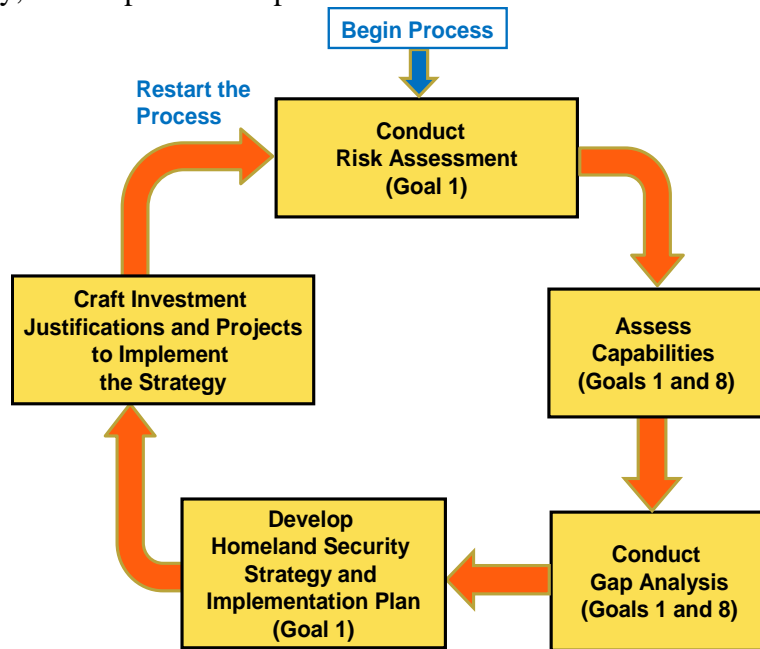 Begin Process
Restart the
Process
Conduct
Risk Assessment
(Goal 1)
Assess
Capabilities
(Goals 1 and 8)
Conduct
Gap Analysis
(Goals 1 and 8)
Develop
Homeland Security
Strategy and
Implementation Plan
(Goal 1)
Craft Investment
Justifications and Projects
to Implement
the Strategy